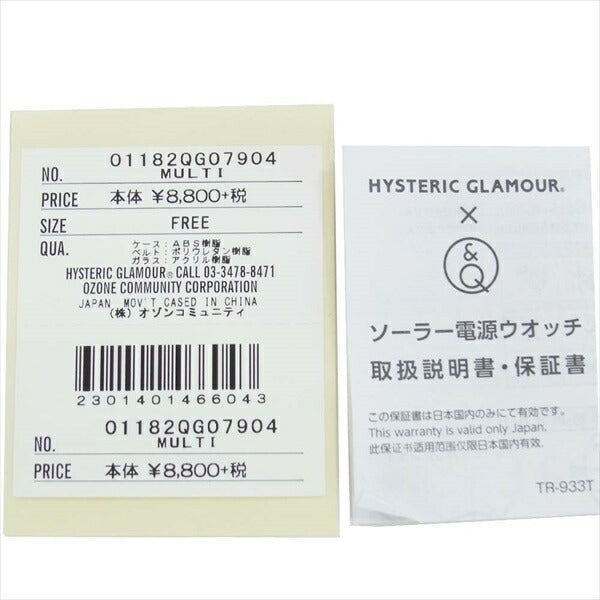 01182QG07904
NO. MULTI
PRICE 本体 ¥8,800+税
SIZE FREE
QUA. ケース:ABS樹脂
ベルト:ポリウレタン樹脂
ガラス:アクリル樹脂
HYSTERIC GLAMOUR® CALL 03-3478-8471
OZONE COMMUNITY CORPORATION
JAPAN MOV'T CASED IN CHINA
(株)オゾンコミュニティ
2301401466043
01182QG07904
NO. MULTI
PRICE 本体 ¥8,800+税
HYSTERIC GLAMOUR®
×
&
Q
ソーラー電源ウオッチ
取扱説明書・保証書
この保証書は日本国内のみにて有効です。
This warranty is valid only Japan.
此保证书适用范围仅限日本国内有效.
TR-933T